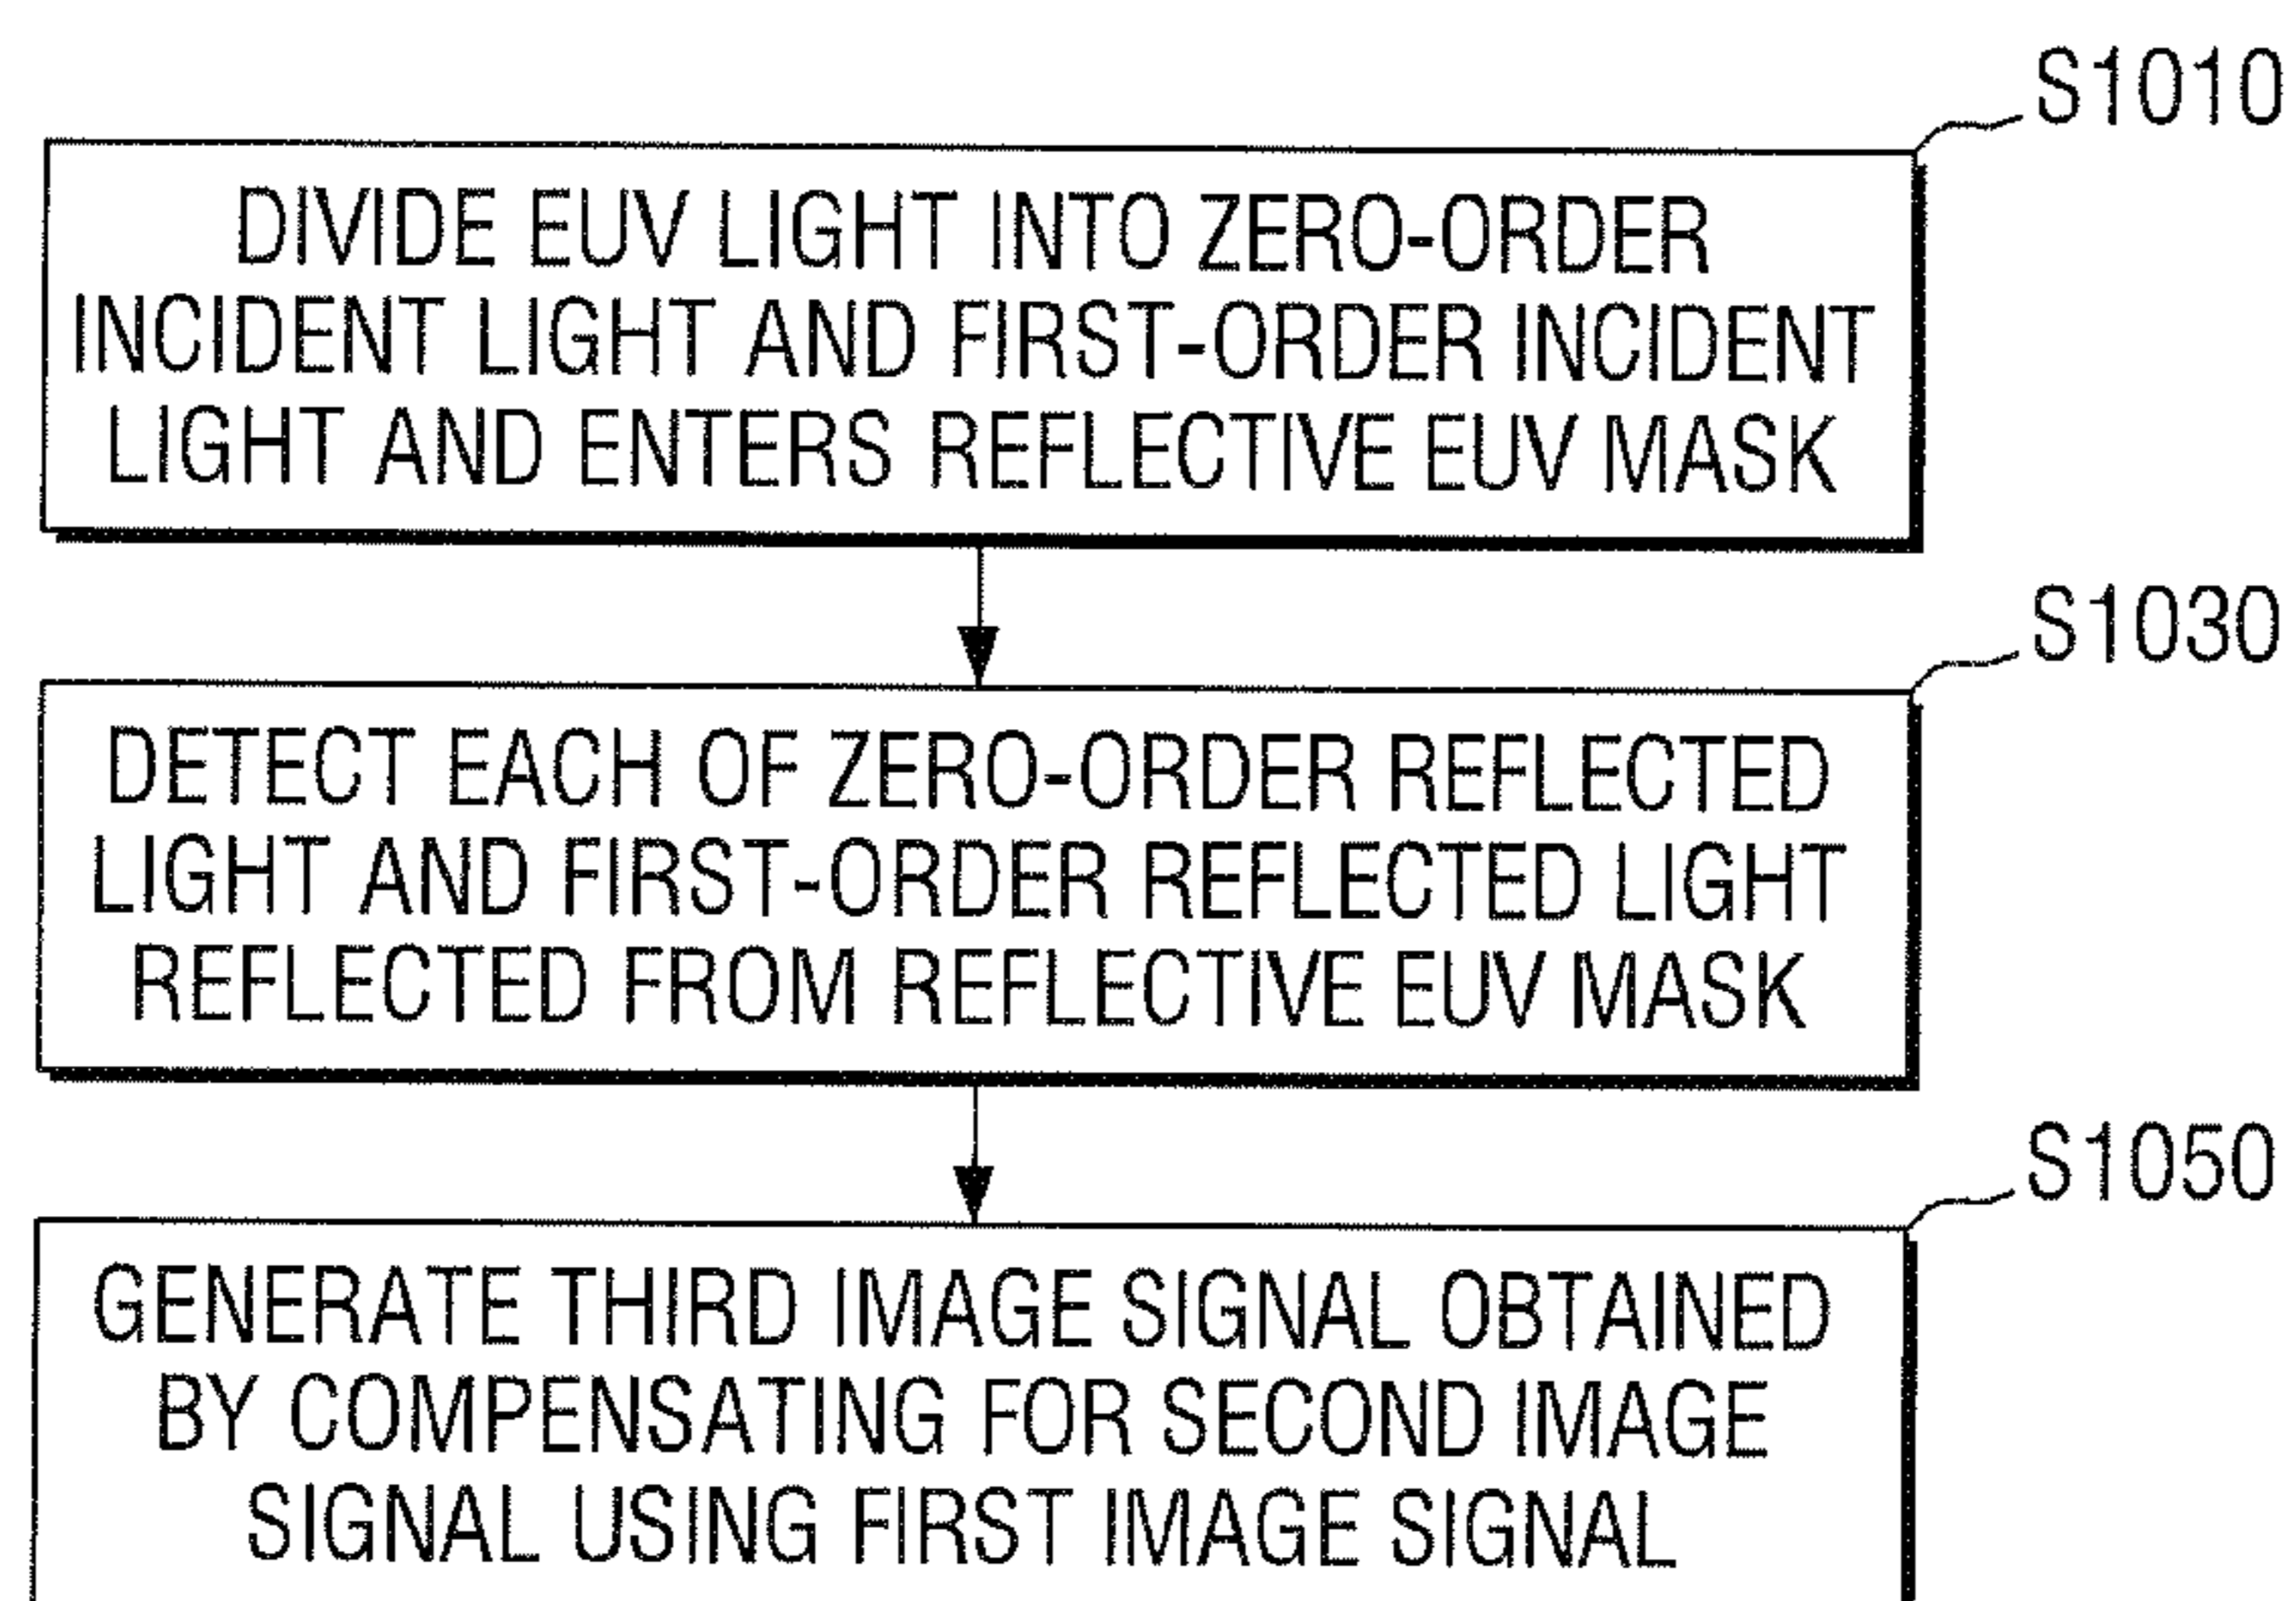 S1010
DIVIDE EUV LIGHT INTO ZERO-ORDER
INCIDENT LIGHT AND FIRST-ORDER INCIDENT
LIGHT AND ENTERS REFLECTIVE EUV MASK
S1030
DETECT EACH OF ZERO-ORDER REFLECTED
LIGHT AND FIRST-ORDER REFLECTED LIGHT
REFLECTED FROM REFLECTIVE EUV MASK
S1050
GENERATE THIRD IMAGE SIGNAL OBTAINED
BY COMPENSATING FOR SECOND IMAGE
SIGNAL USING FIRST IMAGE SIGNAL